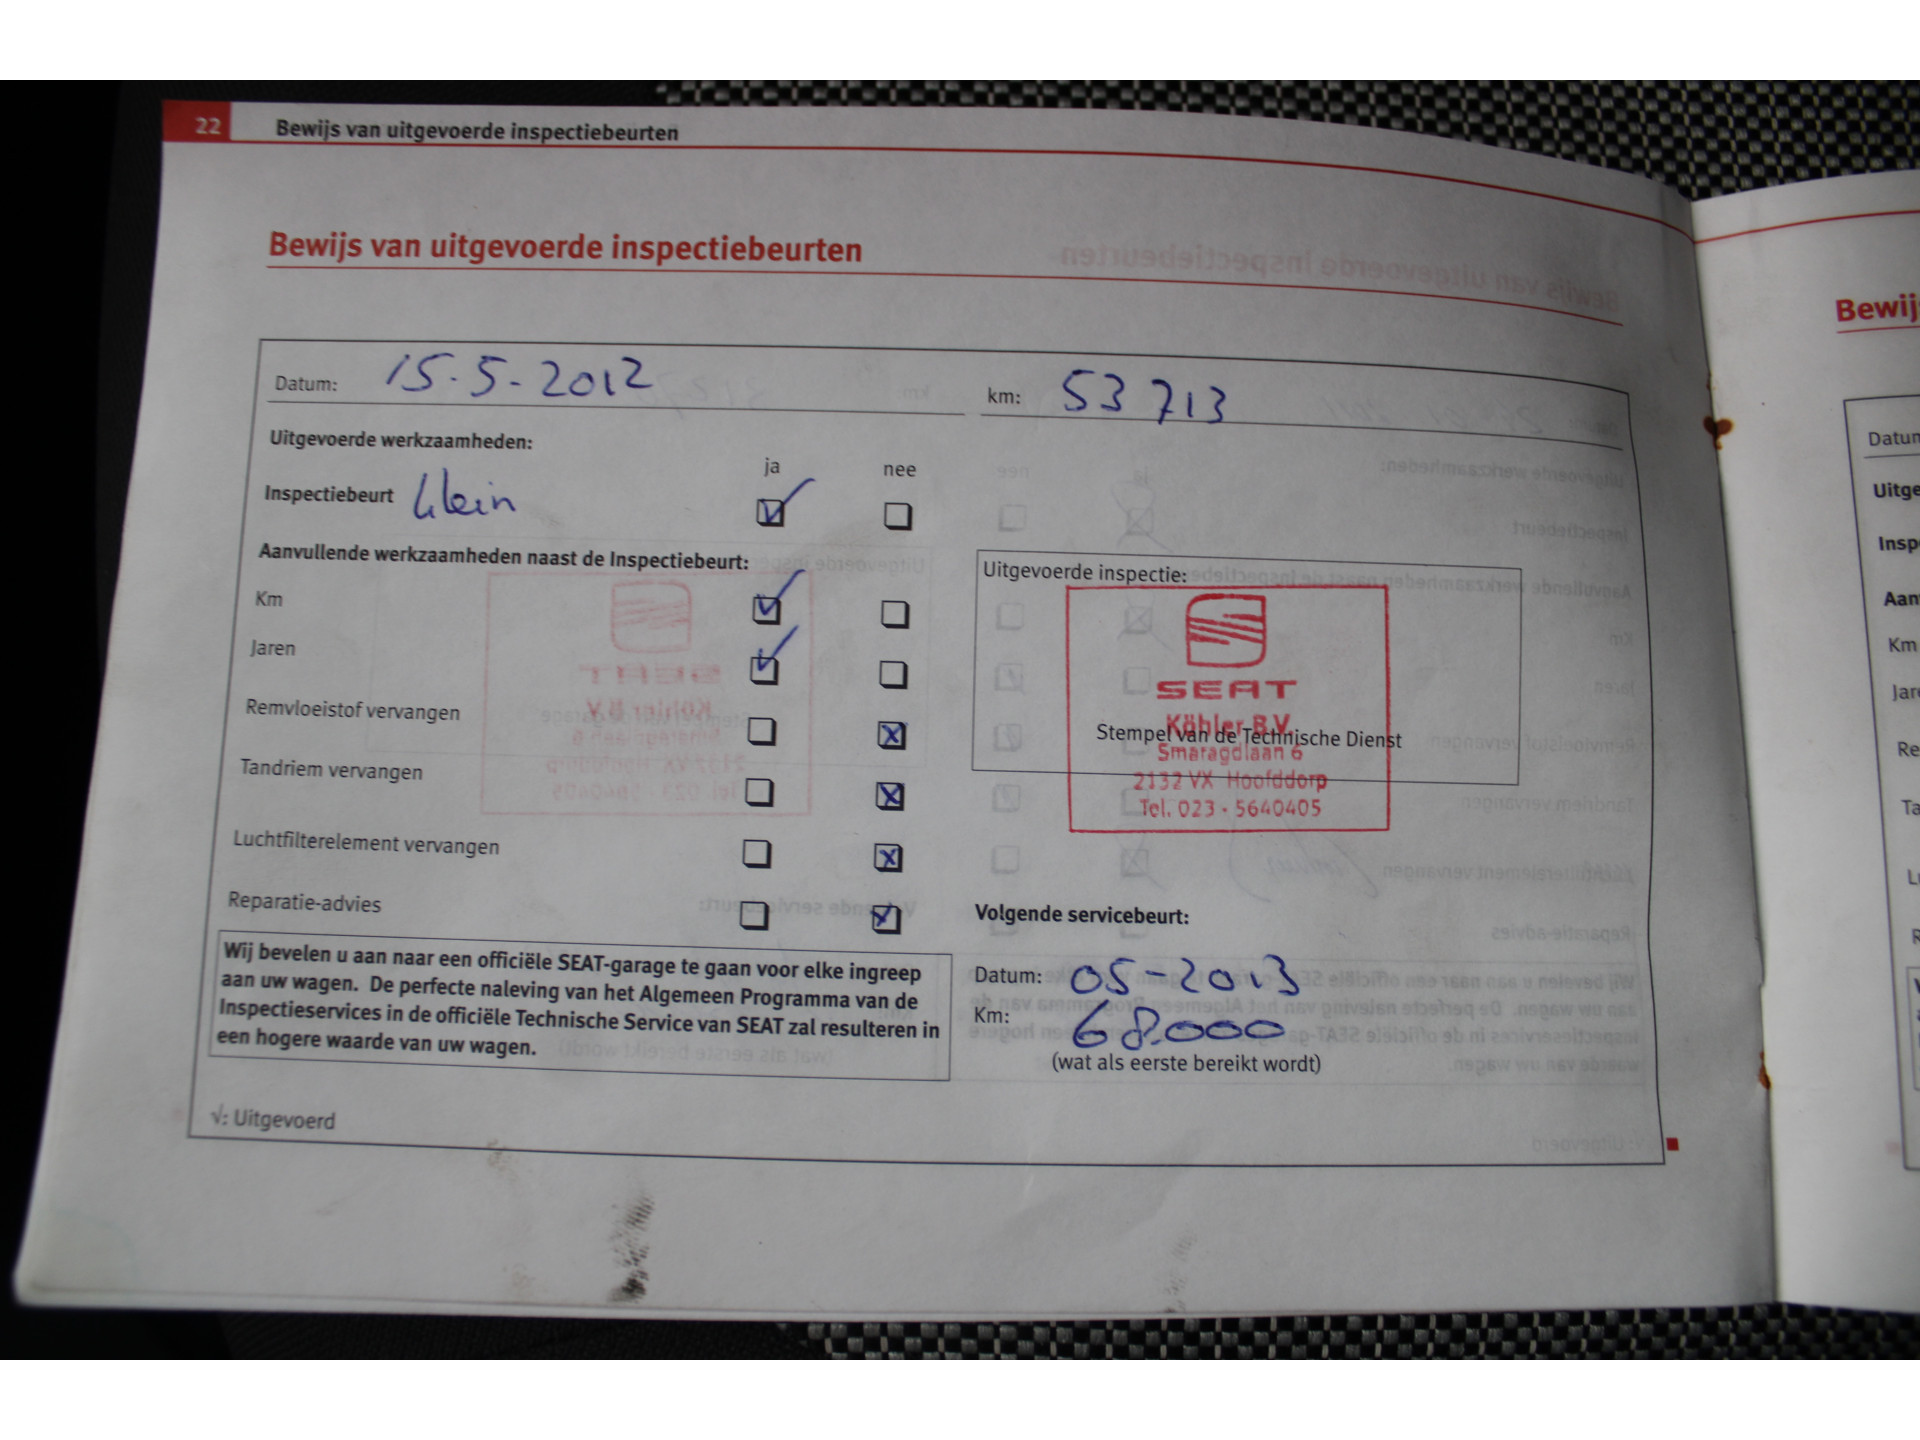 22 Bewijs van uitgevoerde inspectiebeurten
Bewijs van uitgevoerde inspectiebeurten
Datum: 15-5-2012 km: 53 713
Uitgevoerde werkzaamheden:
ja nee
Inspectiebeurt klein
Aanvullende werkzaamheden naast de Inspectiebeurt:
Km
Jaren
Remvloeistof vervangen
Tandriem vervangen
Luchtfilterelement vervangen
Reparatie-advies
Wij bevelen u aan naar een officiële SEAT-garage te gaan voor elke ingreep
aan uw wagen. De perfecte naleving van het Algemeen Programma van de
Inspectieservices in de officiële Technische Service van SEAT zal resulteren in
een hogere waarde van uw wagen.
√: Uitgevoerd
Uitgevoerde inspectie:
SEAT
Köhler B.V.
Stempel van de Technische Dienst
Smaragdlaan 6
2132 VX Hoofddorp
Tel. 023 - 5640405
Volgende servicebeurt:
Datum: 05-2013
Km: 68.000
(wat als eerste bereikt wordt)
Bewij
Datum
Uitge
Insp
Aan
Km
Jar
Re
Ta